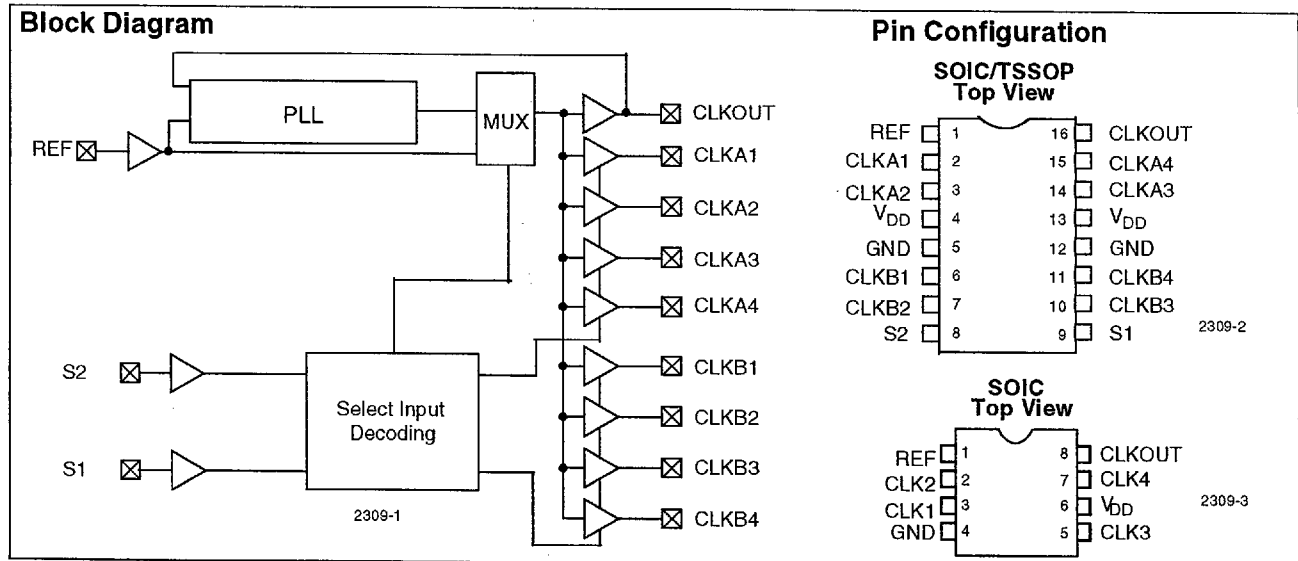 Block Diagram
PLL
MUX
REF
CLKOUT
CLKA1
CLKA2
CLKA3
CLKA4
S2
S1
Select Input
Decoding
CLKB1
CLKB2
CLKB3
CLKB4
2309-1
Pin Configuration
SOIC/TSSOP
Top View
REF 1 16 CLKOUT
CLKA1 2 15 CLKA4
CLKA2 3 14 CLKA3
VDD 4 13 VDD
GND 5 12 GND
CLKB1 6 11 CLKB4
CLKB2 7 10 CLKB3
S2 8 9 S1
2309-2
SOIC
Top View
REF 1 8 CLKOUT
CLK2 2 7 CLK4
CLK1 3 6 VDD
GND 4 5 CLK3
2309-3